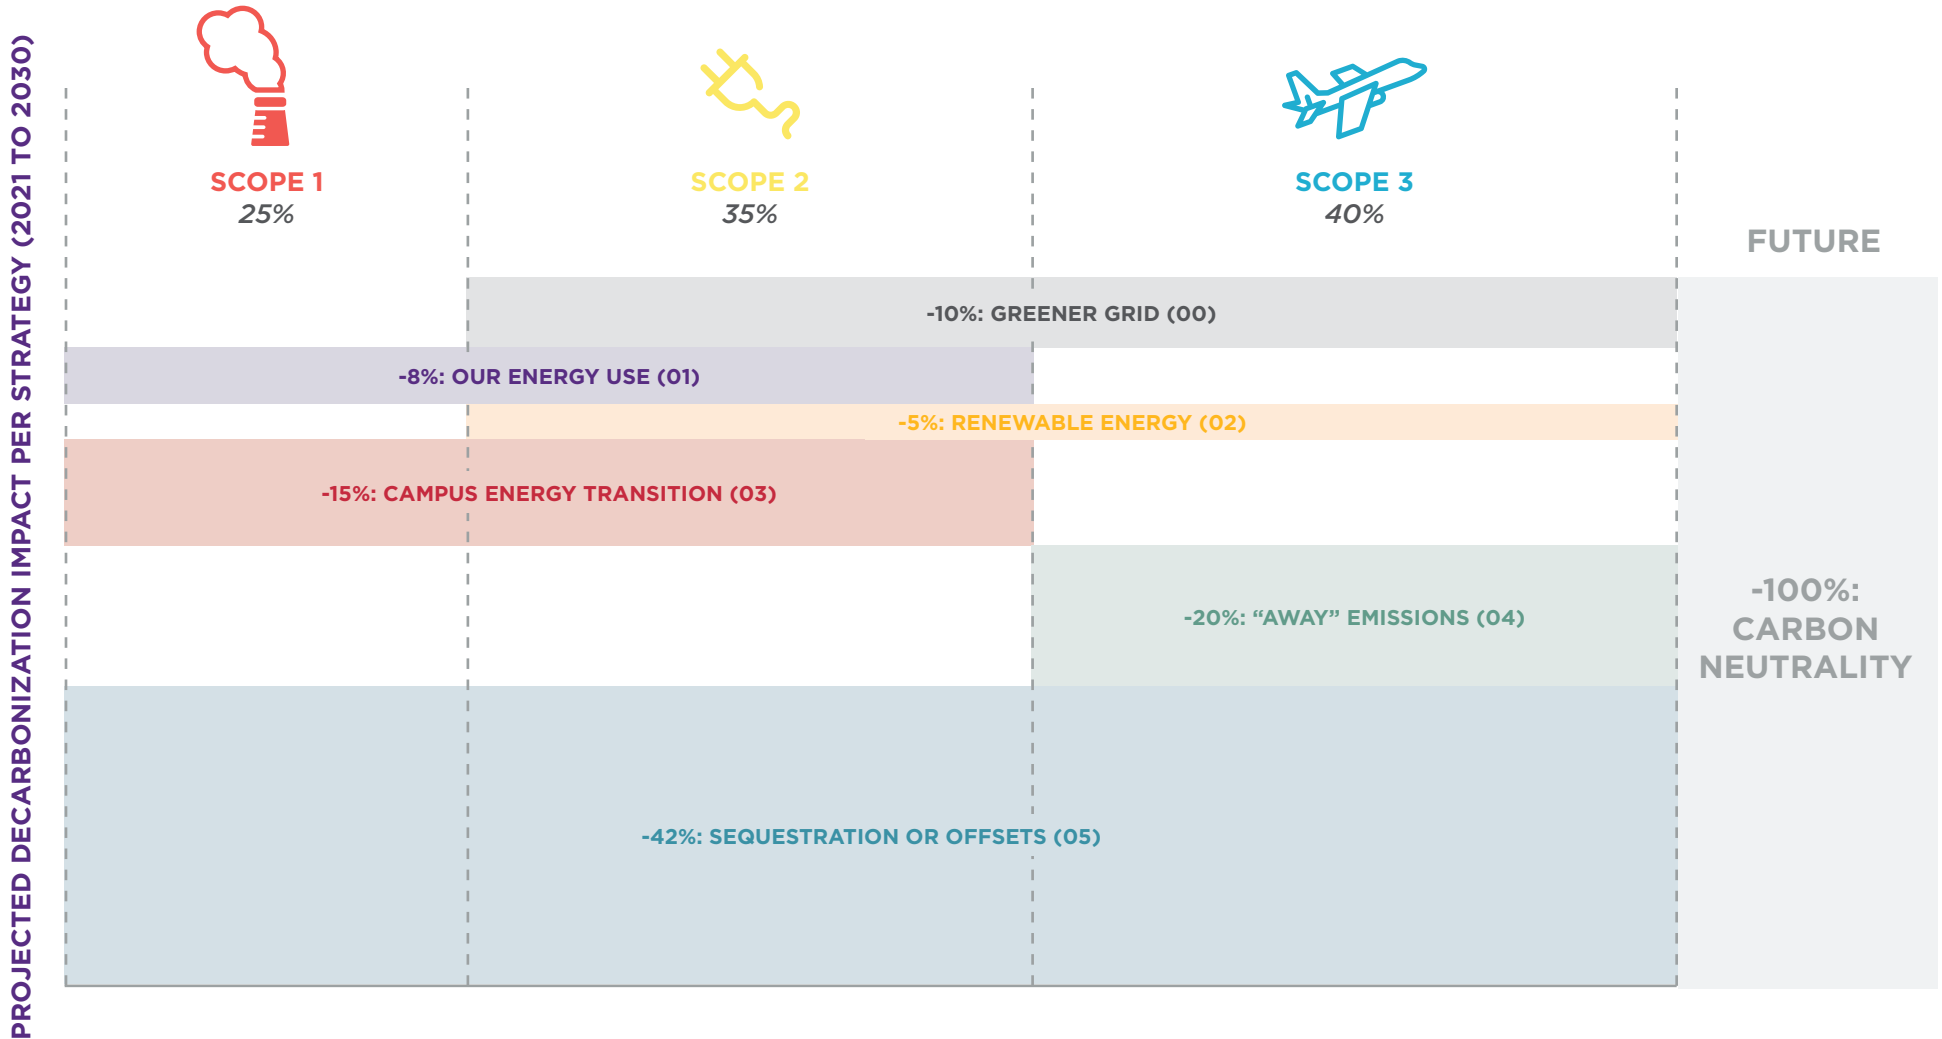 PROJECTED DECARBONIZATION IMPACT PER STRATEGY (2021 TO 2030)
SCOPE 1
25%
SCOPE 2
35%
SCOPE 3
40%
FUTURE
-10%: GREENER GRID (00)
-8%: OUR ENERGY USE (01)
-5%: RENEWABLE ENERGY (02)
-15%: CAMPUS ENERGY TRANSITION (03)
-20%: “AWAY” EMISSIONS (04)
-100%:
CARBON
NEUTRALITY
-42%: SEQUESTRATION OR OFFSETS (05)